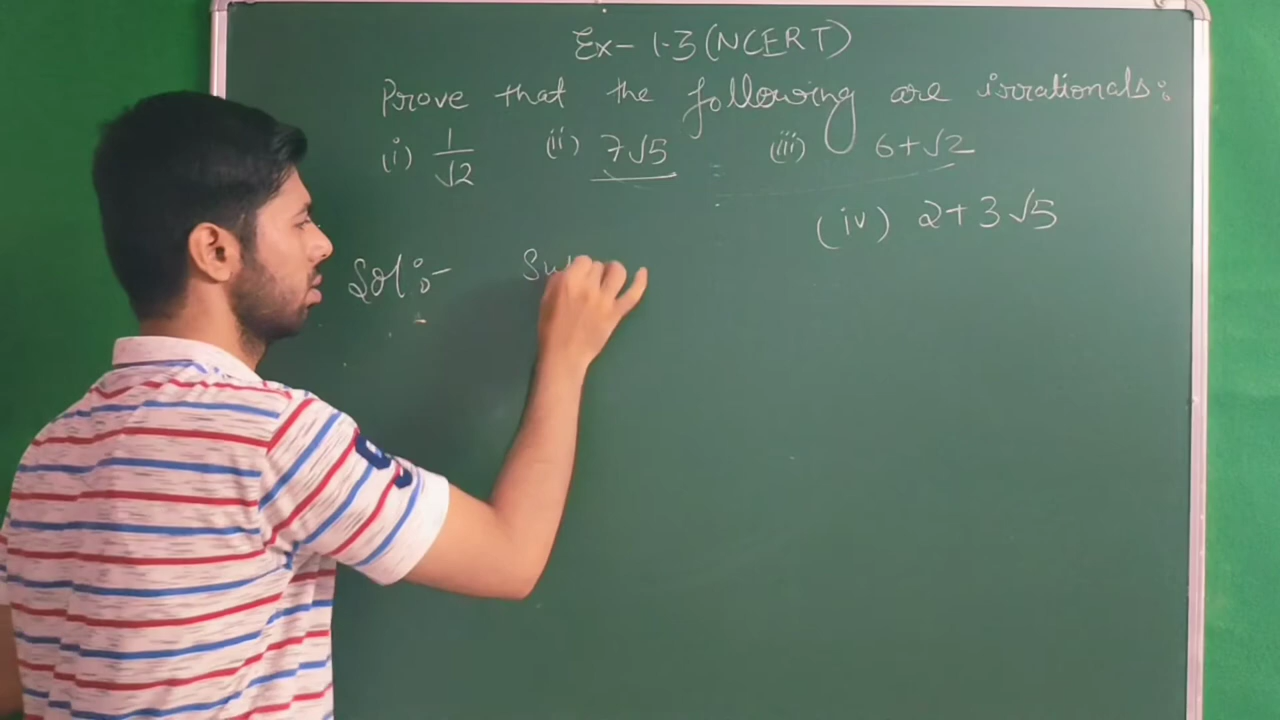 Ex- 1.3 (NCERT)
Prove that the following are irrationals:
(i) 1/√2 (ii) 7√5 (iii) 6+√2
(iv) 2+3√5
Sol:-